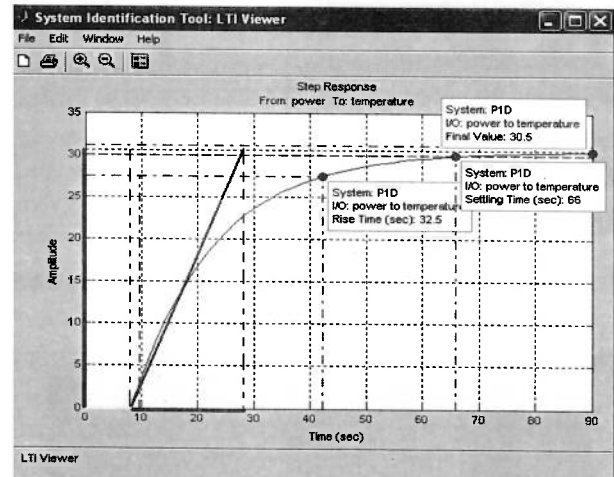 System Identification Tool: LTI Viewer
File Edit Window Help
Step Response
From: power To: temperature
System: P1D
I/O: power to temperature
Final Value: 30.5
System: P1D
I/O: power to temperature
Settling Time (sec): 66
System: P1D
I/O: power to temperature
Rise Time (sec): 32.5
Amplitude
35
30
25
20
15
10
5
0
0 10 20 30 40 50 60 70 80 90
Time (sec)
LTI Viewer